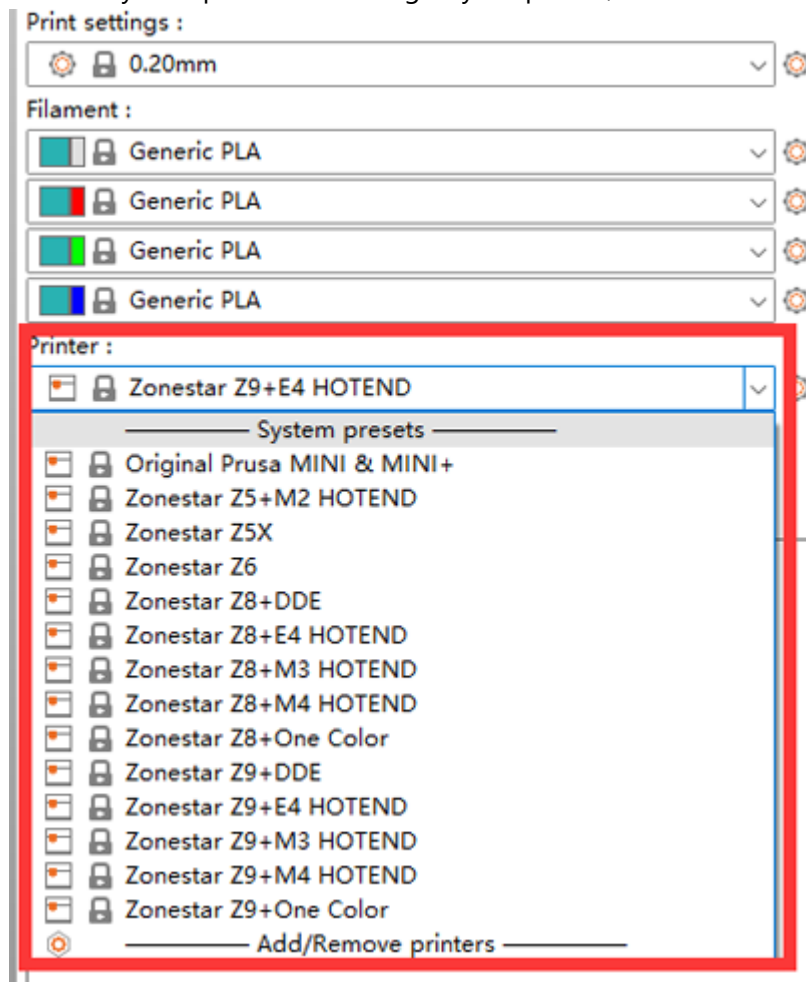 Print settings :
0.20mm
Filament :
Generic PLA
Generic PLA
Generic PLA
Generic PLA
Printer :
Zonestar Z9+E4 HOTEND
System presets
Original Prusa MINI & MINI+
Zonestar Z5+M2 HOTEND
Zonestar Z5X
Zonestar Z6
Zonestar Z8+DDE
Zonestar Z8+E4 HOTEND
Zonestar Z8+M3 HOTEND
Zonestar Z8+M4 HOTEND
Zonestar Z8+One Color
Zonestar Z9+DDE
Zonestar Z9+E4 HOTEND
Zonestar Z9+M3 HOTEND
Zonestar Z9+M4 HOTEND
Zonestar Z9+One Color
Add/Remove printers